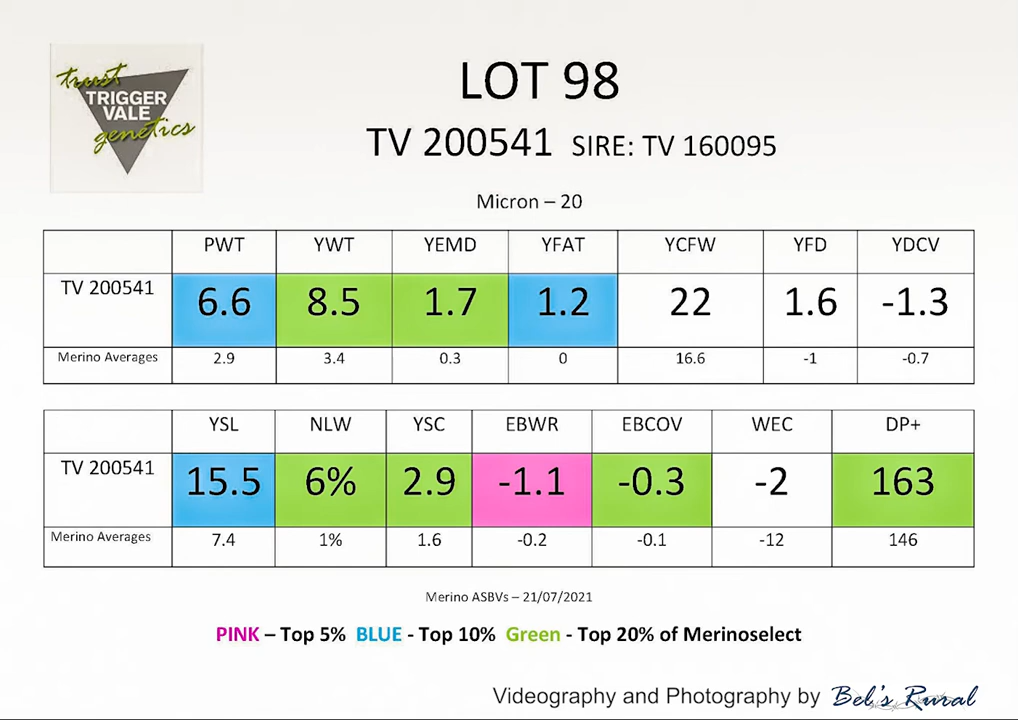 trust
TRIGGER
VALE
genetics
LOT 98
TV 200541 SIRE: TV 160095
Micron – 20
PWT YWT YEMD YFAT YCFW YFD YDCV
TV 200541 6.6 8.5 1.7 1.2 22 1.6 -1.3
Merino Averages 2.9 3.4 0.3 0 16.6 -1 -0.7
YSL NLW YSC EBWR EBCOV WEC DP+
TV 200541 15.5 6% 2.9 -1.1 -0.3 -2 163
Merino Averages 7.4 1% 1.6 -0.2 -0.1 -12 146
Merino ASBVs – 21/07/2021
PINK – Top 5% BLUE - Top 10% Green - Top 20% of Merinoselect
Videography and Photography by Bel's Rural